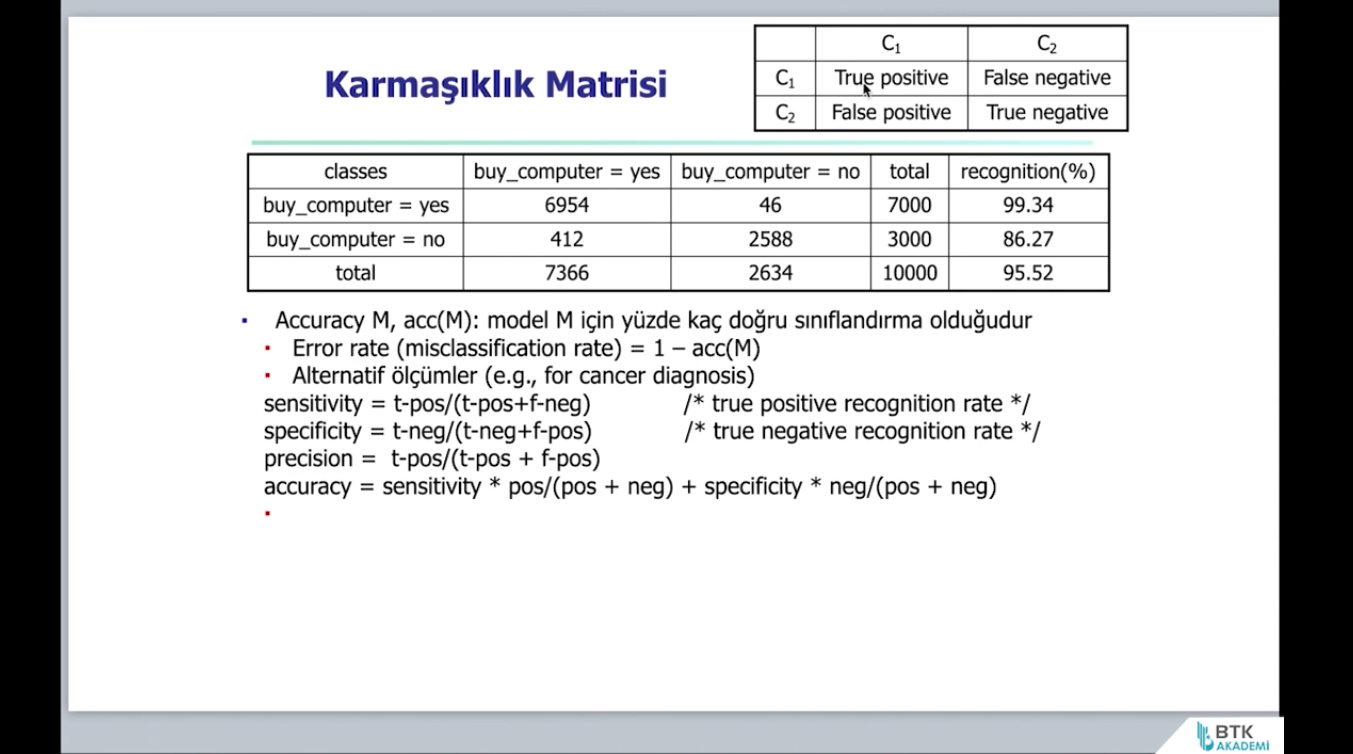 Karmaşıklık Matrisi
C₁ C₂
C₁ True positive False negative
C₂ False positive True negative
classes buy_computer = yes buy_computer = no total recognition(%)
buy_computer = yes 6954 46 7000 99.34
buy_computer = no 412 2588 3000 86.27
total 7366 2634 10000 95.52
▪ Accuracy M, acc(M): model M için yüzde kaç doğru sınıflandırma olduğudur
▪ Error rate (misclassification rate) = 1 – acc(M)
▪ Alternatif ölçümler (e.g., for cancer diagnosis)
sensitivity = t-pos/(t-pos+f-neg) /* true positive recognition rate */
specificity = t-neg/(t-neg+f-pos) /* true negative recognition rate */
precision = t-pos/(t-pos + f-pos)
accuracy = sensitivity * pos/(pos + neg) + specificity * neg/(pos + neg)
BTK
AKADEMİ